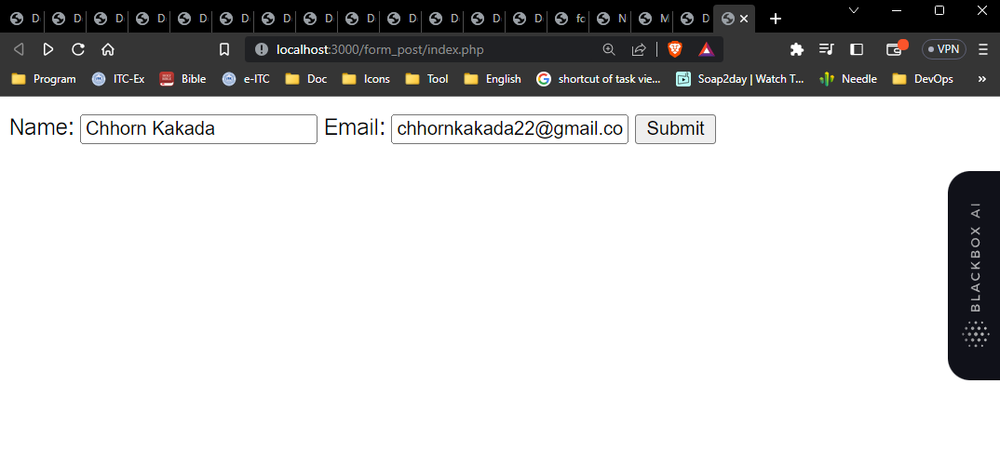 D D D D D D D D D D D D D fo N M D
localhost:3000/form_post/index.php VPN
Program ITC-Ex Bible e-ITC Doc Icons Tool English shortcut of task vie... Soap2day | Watch T... Needle DevOps »
Name: Chhorn Kakada Email: chhornkakada22@gmail.co Submit
BLACKBOX AI